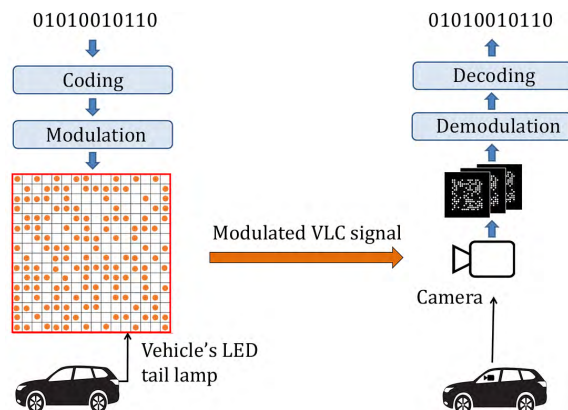 01010010110
Coding
Modulation
Vehicle's LED
tail lamp
Modulated VLC signal
01010010110
Decoding
Demodulation
Camera